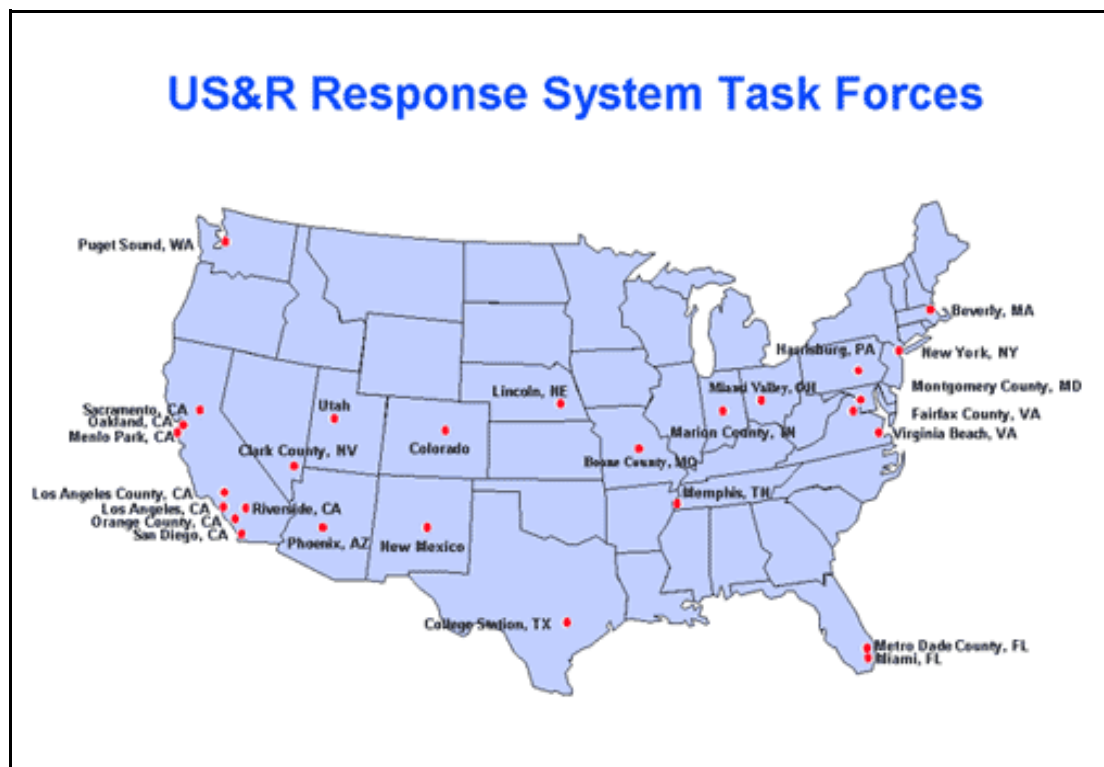 US&R Response System Task Forces
Puget Sound, WA
Beverly, MA
Harrisburg, PA
New York, NY
Lincoln, NE
Miami Valley, OH
Montgomery County, MD
Sacramento, CA
Utah
Fairfax County, VA
Oakland, CA
Menlo Park, CA
Marion County, IN
Virginia Beach, VA
Clark County, NV
Colorado
Boone County, MO
Los Angeles County, CA
Memphis, TN
Los Angeles, CA
Riverside, CA
Orange County, CA
San Diego, CA
Phoenix, AZ
New Mexico
College Station, TX
Metro Dade County, FL
Miami, FL